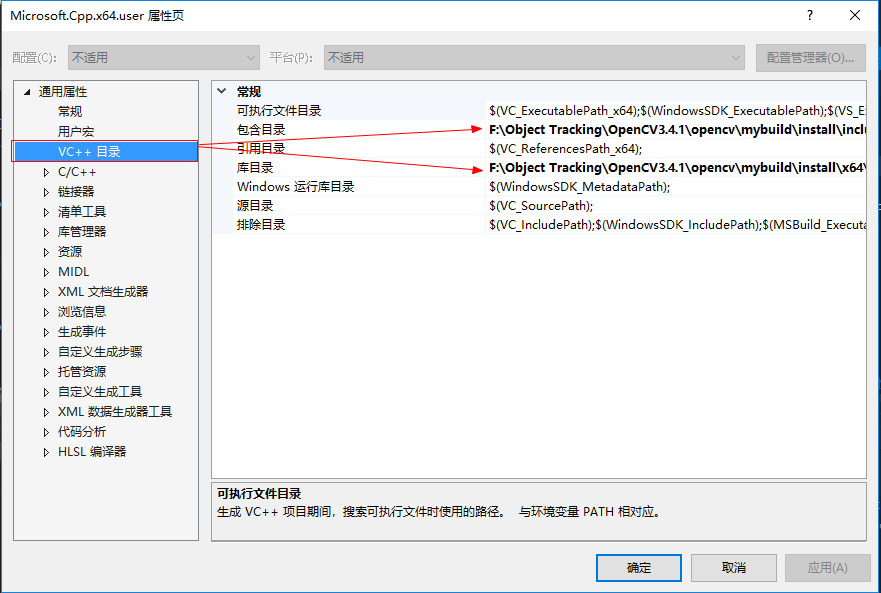 Microsoft.Cpp.x64.user 属性页
?
配置(C): 不适用 平台(P): 不适用 配置管理器(O)...
通用属性
常规
用户宏
VC++ 目录
C/C++
链接器
清单工具
库管理器
资源
MIDL
XML 文档生成器
浏览信息
生成事件
自定义生成步骤
托管资源
自定义生成工具
XML 数据生成器工具
代码分析
HLSL 编译器
常规
可执行文件目录 $(VC_ExecutablePath_x64);$(WindowsSDK_ExecutablePath);$(VS_E
包含目录 F:\Object Tracking\OpenCV3.4.1\opencv\mybuild\install\inclu
引用目录 $(VC_ReferencesPath_x64);
库目录 F:\Object Tracking\OpenCV3.4.1\opencv\mybuild\install\x64\
Windows 运行库目录 $(WindowsSDK_MetadataPath);
源目录 $(VC_SourcePath);
排除目录 $(VC_IncludePath);$(WindowsSDK_IncludePath);$(MSBuild_Executa
可执行文件目录
生成 VC++ 项目期间，搜索可执行文件时使用的路径。 与环境变量 PATH 相对应。
确定 取消 应用(A)